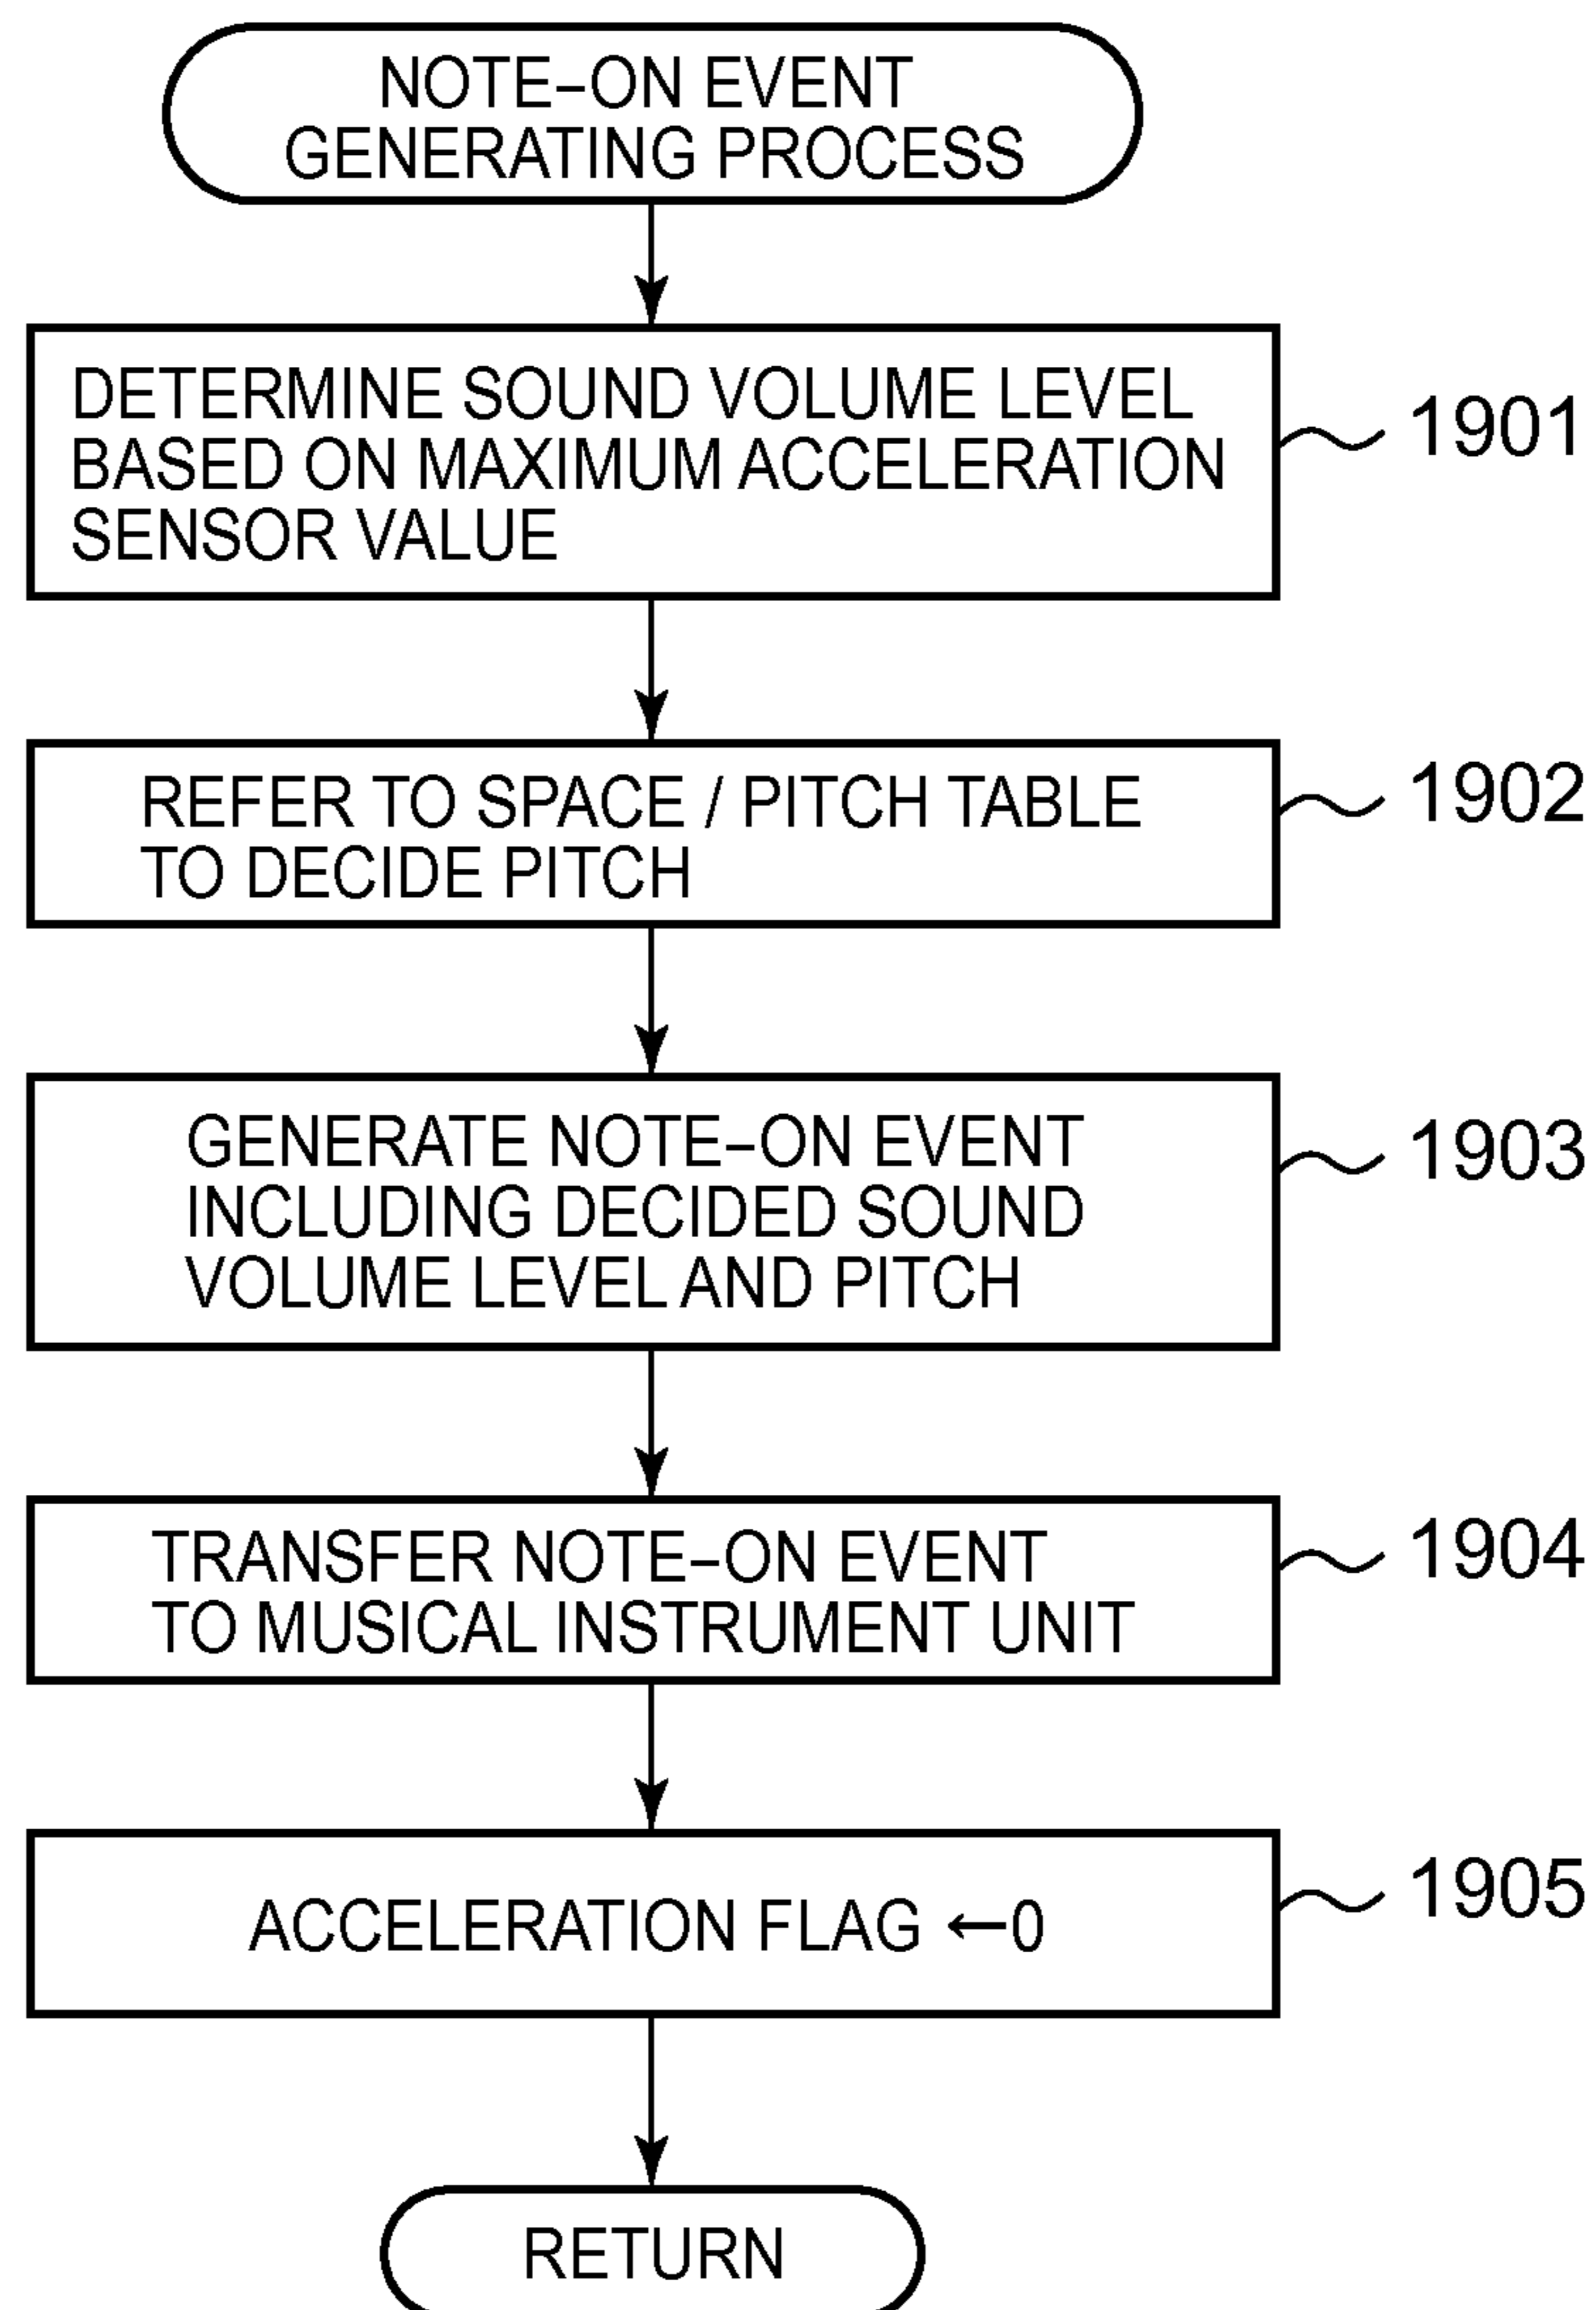 NOTE-ON EVENT
GENERATING PROCESS
DETERMINE SOUND VOLUME LEVEL
BASED ON MAXIMUM ACCELERATION
SENSOR VALUE
1901
REFER TO SPACE / PITCH TABLE
TO DECIDE PITCH
1902
GENERATE NOTE-ON EVENT
INCLUDING DECIDED SOUND
VOLUME LEVEL AND PITCH
1903
TRANSFER NOTE-ON EVENT
TO MUSICAL INSTRUMENT UNIT
1904
ACCELERATION FLAG ←0
1905
RETURN